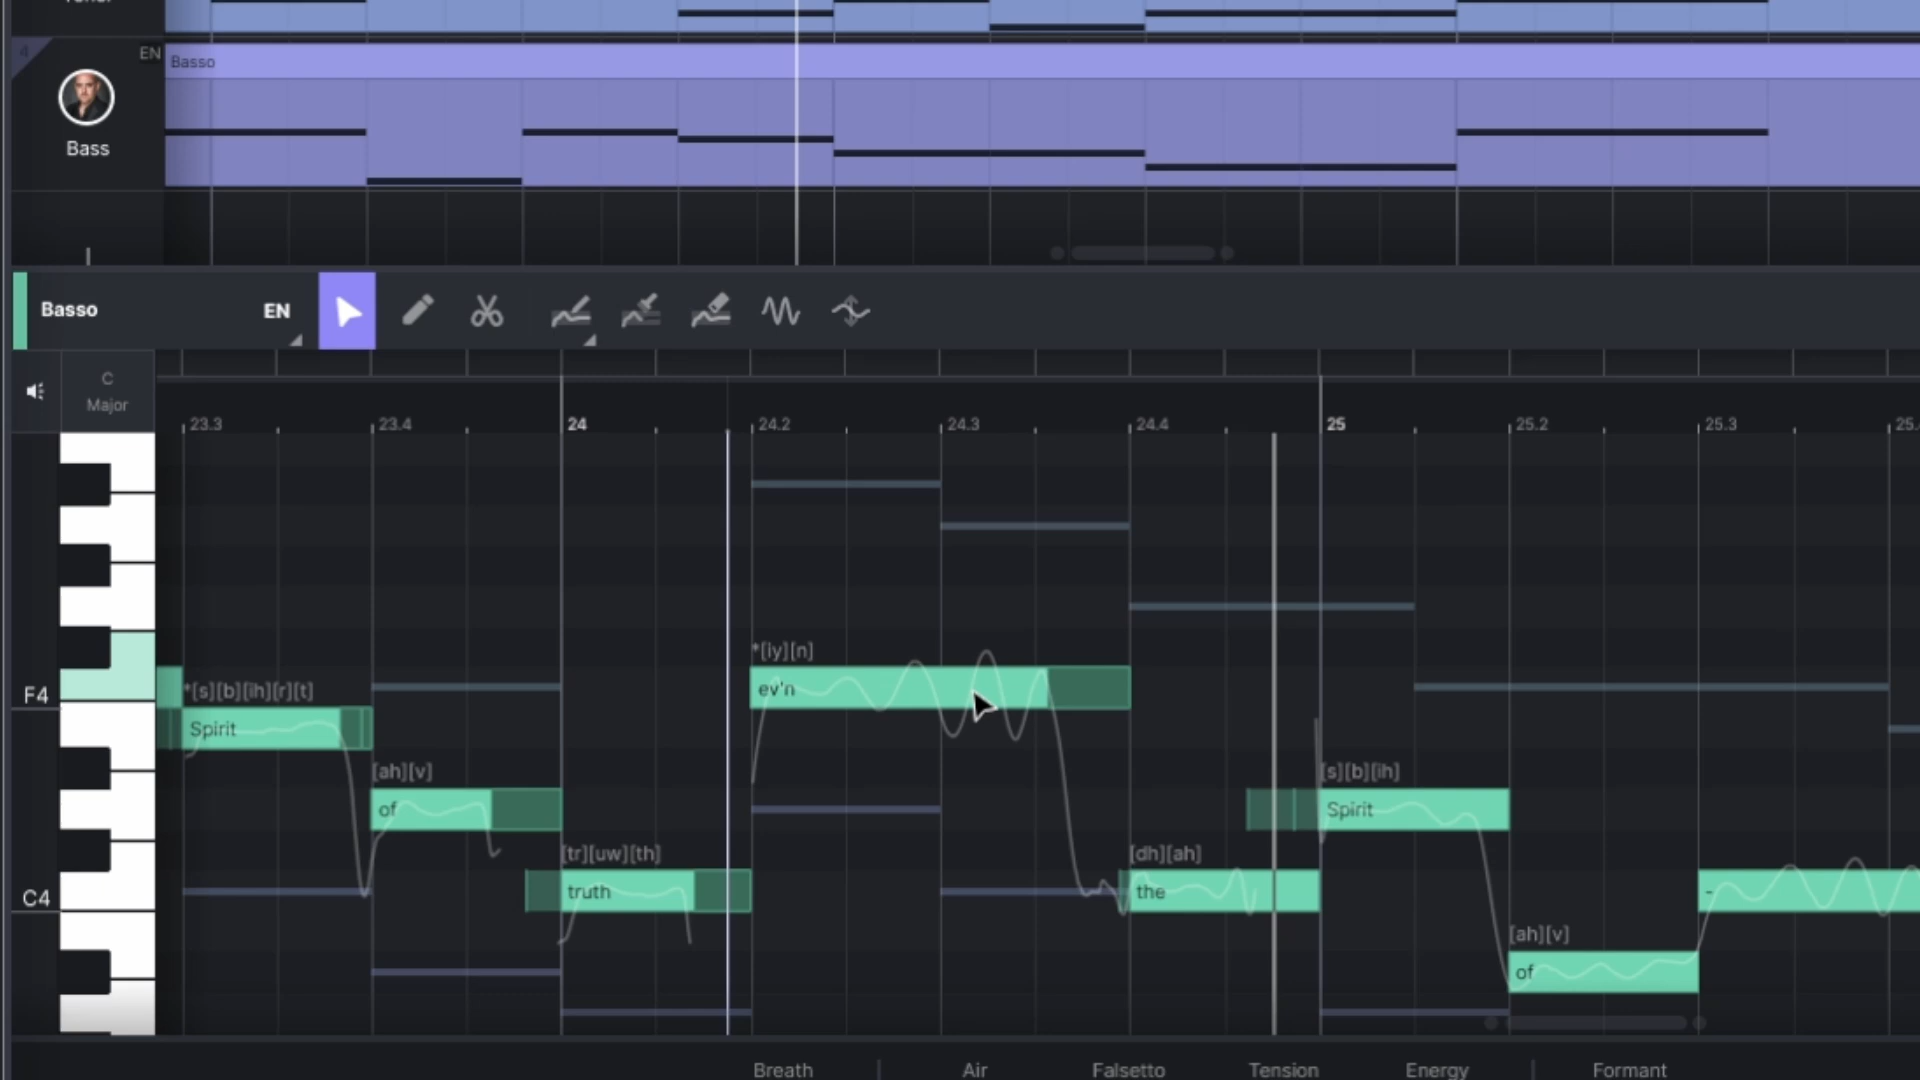 4
EN
Basso
Bass
Basso EN
C
Major
23.3 23.4 24 24.2 24.3 24.4 25 25.2 25.3
*[iy][n]
ev'n
F4
*[s][b][ih][r][t]
Spirit
[ah][v]
of
[s][b][ih]
Spirit
[tr][uw][th]
truth
[dh][ah]
the
C4
-
[ah][v]
of
Breath | Air Falsetto Tension Energy | Formant